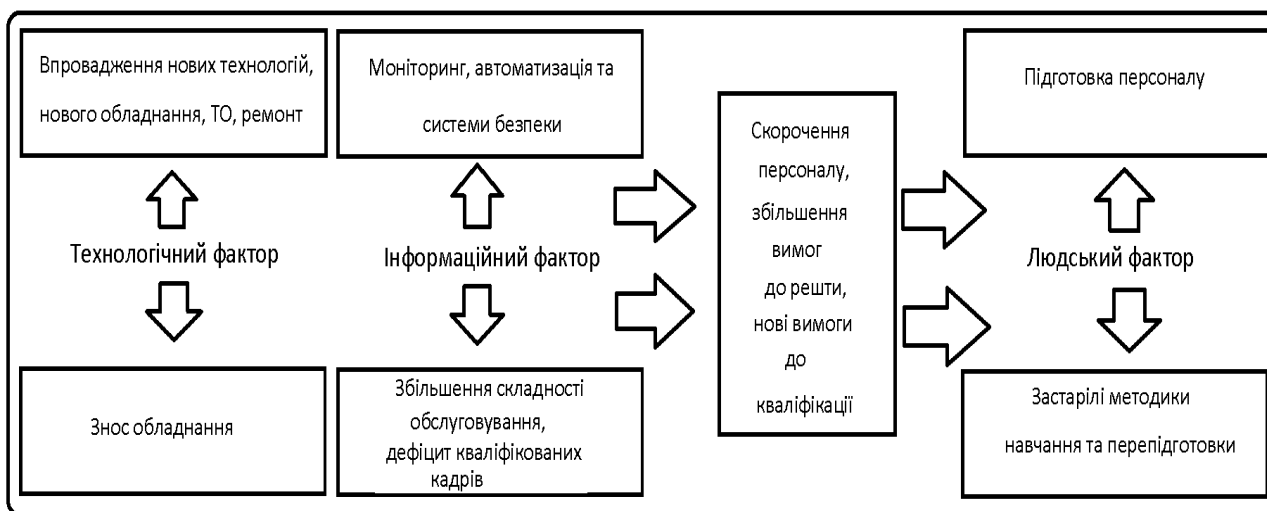 Впровадження нових технологій,
нового обладнання, ТО, ремонт
Моніторинг, автоматизація та
системи безпеки
Підготовка персоналу
Технологічний фактор
Інформаційний фактор
Скорочення
персоналу,
збільшення
вимог
до решти,
нові вимоги
до
кваліфікації
Людський фактор
Знос обладнання
Збільшення складності
обслуговування,
дефіцит кваліфікованих
кадрів
Застарілі методики
навчання та перепідготовки